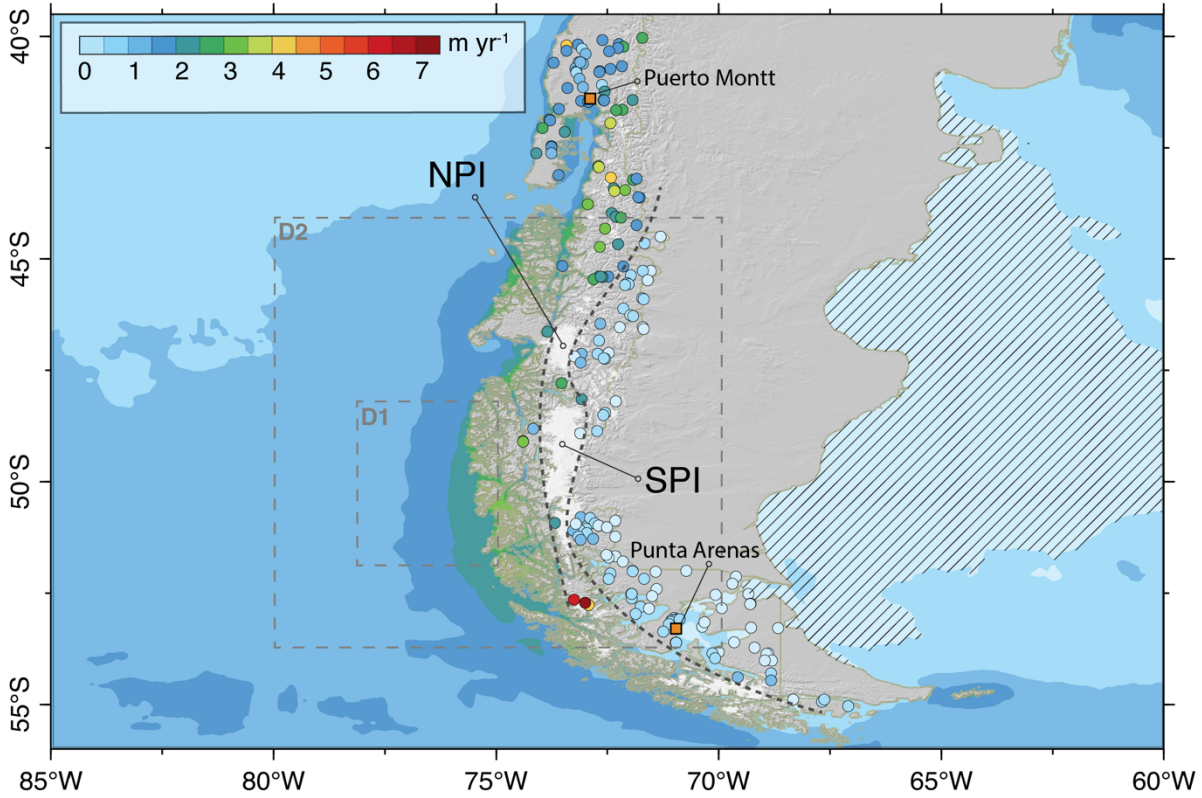 40°S
45°S
50°S
55°S
0 1 2 3 4 5 6 7 m yr-1
Puerto Montt
NPI
D2
D1
SPI
Punta Arenas
85°W 80°W 75°W 70°W 65°W 60°W